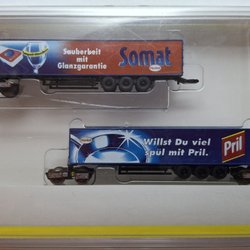 Sauberkeit
mit
Glanzgarantie
Somat
Willst Du viel
spül mit Pril.
Pril